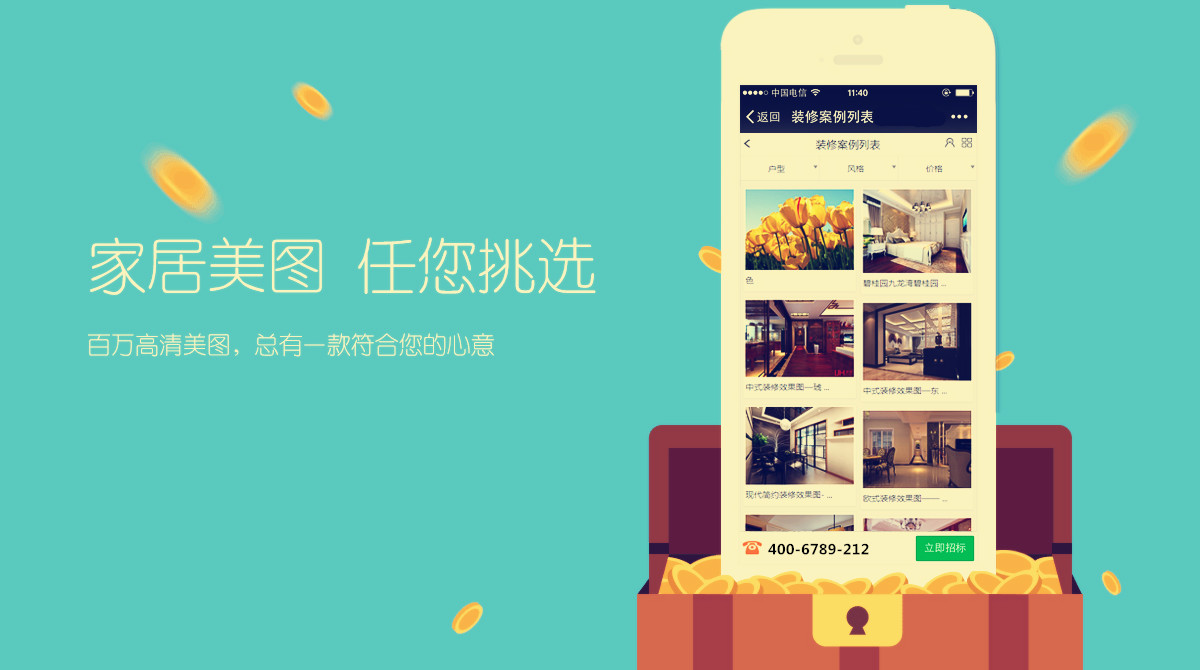 家居美图 任您挑选
百万高清美图，总有一款符合您的心意
中国电信 11:40
返回 装修案例列表
装修案例列表
户型 风格 价格
色 碧桂园九龙湾碧桂园 ...
中式装修效果图—琥 ... 中式装修效果图—东 ...
现代简约装修效果图- ... 欧式装修效果图—— ...
400-6789-212 立即招标